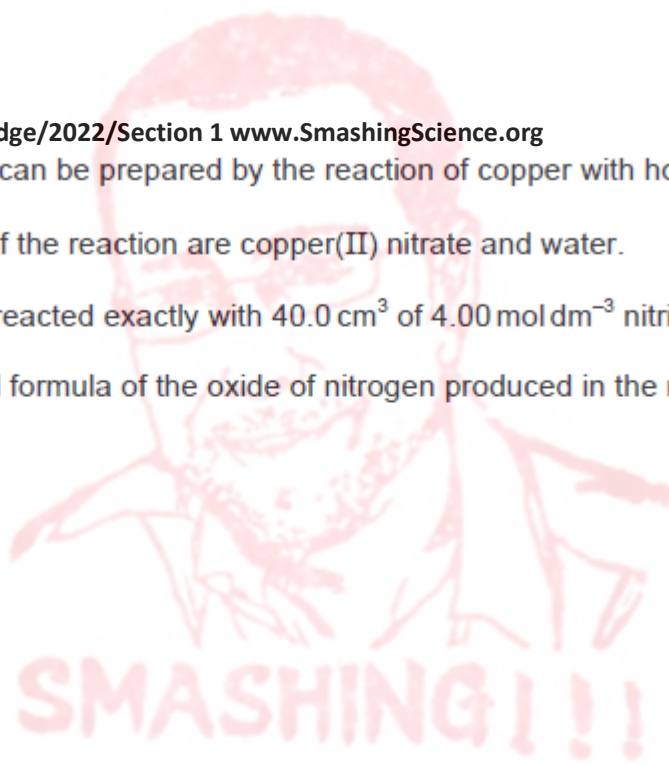 dge/2022/Section 1 www.SmashingScience.org
can be prepared by the reaction of copper with ho
f the reaction are copper(II) nitrate and water.
reacted exactly with 40.0 cm³ of 4.00 mol dm⁻³ nitri
formula of the oxide of nitrogen produced in the
SMASHING!!!